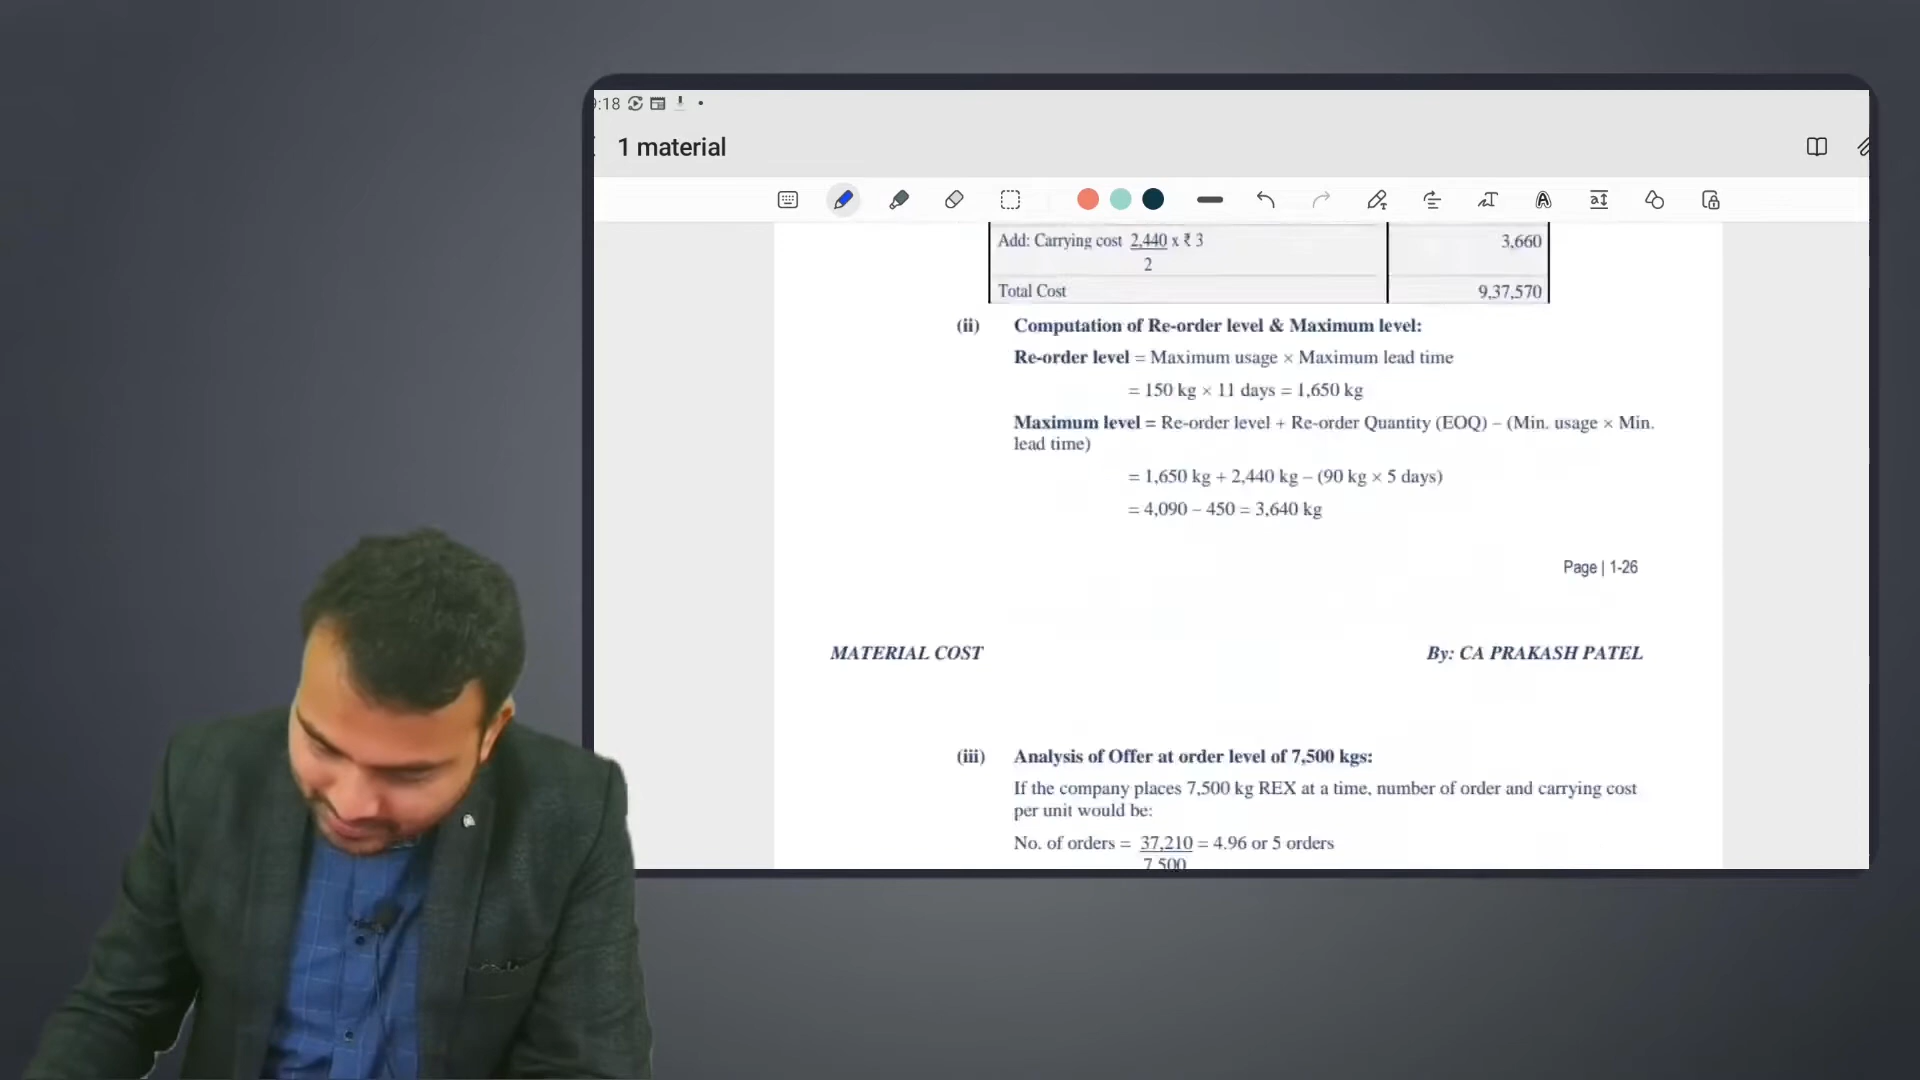 :18
1 material
Add: Carrying cost 2,440 x ₹ 3 3,660
2
Total Cost 9,37,570
(ii) Computation of Re-order level & Maximum level:
Re-order level = Maximum usage × Maximum lead time
= 150 kg × 11 days = 1,650 kg
Maximum level = Re-order level + Re-order Quantity (EOQ) – (Min. usage × Min.
lead time)
= 1,650 kg + 2,440 kg – (90 kg × 5 days)
= 4,090 – 450 = 3,640 kg
Page | 1-26
MATERIAL COST By: CA PRAKASH PATEL
(iii) Analysis of Offer at order level of 7,500 kgs:
If the company places 7,500 kg REX at a time, number of order and carrying cost
per unit would be:
No. of orders = 37,210 = 4.96 or 5 orders
7,500